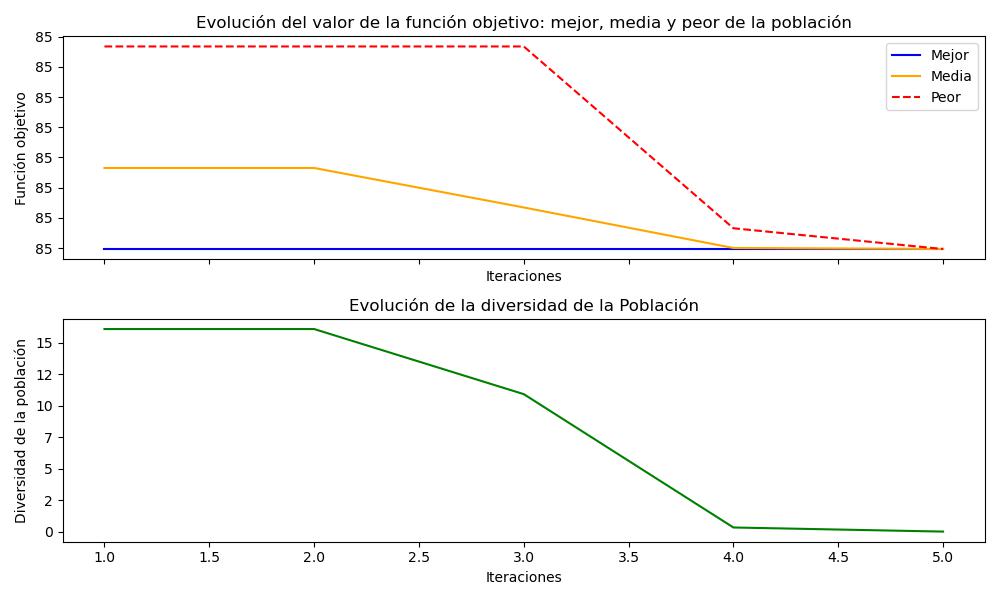 Evolución del valor de la función objetivo: mejor, media y peor de la población
Función objetivo
85
85
85
85
85
85
85
85
Mejor
Media
Peor
Iteraciones
Evolución de la diversidad de la Población
Diversidad de la población
15
12
10
7
5
2
0
1.0 1.5 2.0 2.5 3.0 3.5 4.0 4.5 5.0
Iteraciones